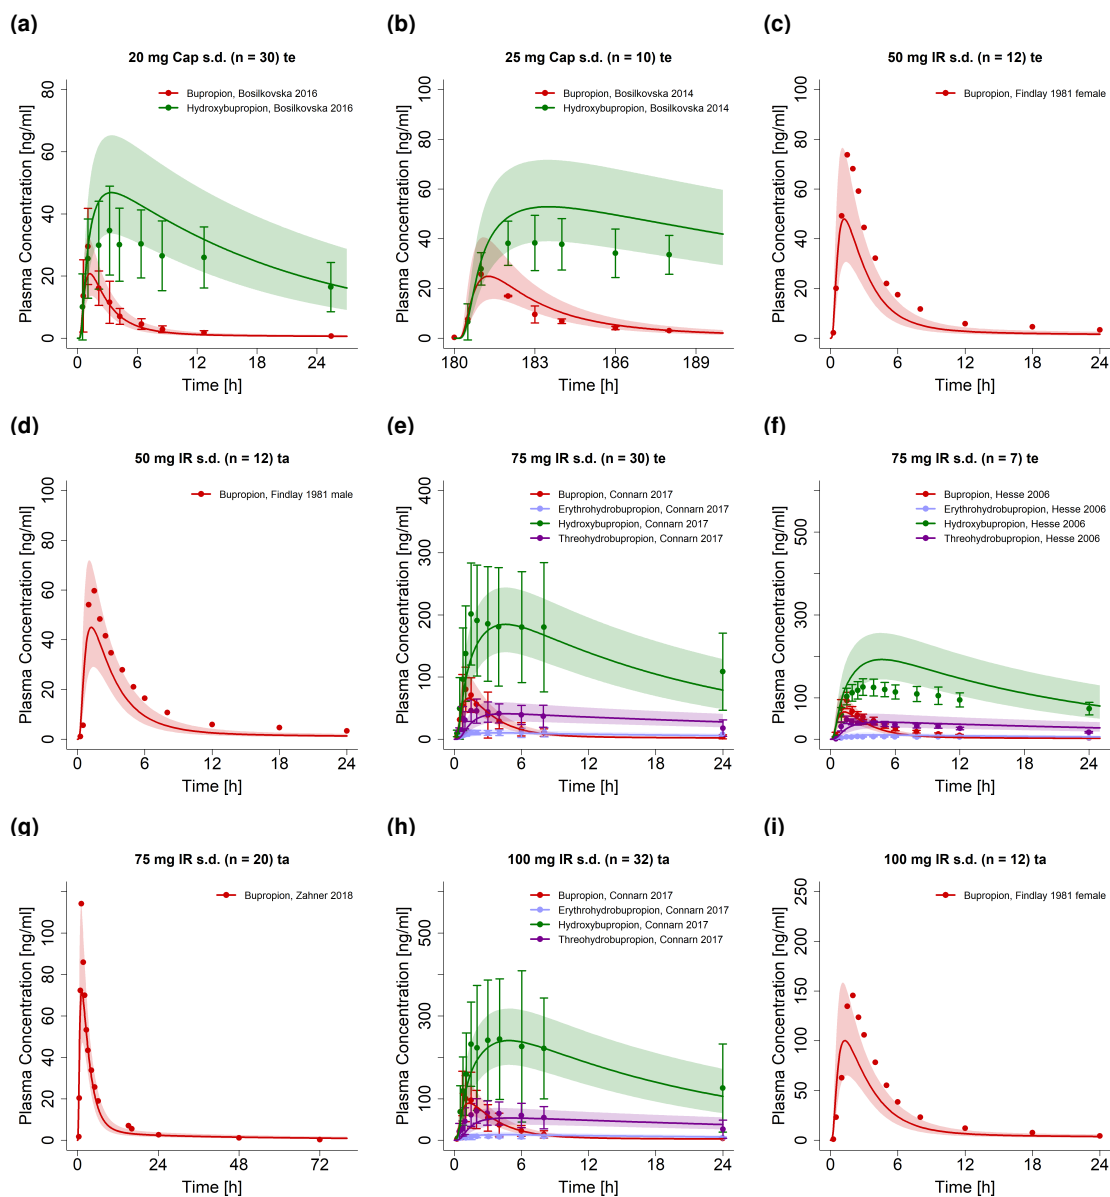 (a)
20 mg Cap s.d. (n = 30) te
Bupropion, Bosilkovska 2016
Hydroxybupropion, Bosilkovska 2016
Plasma Concentration [ng/ml]
80
60
40
20
0
0 6 12 18 24
Time [h]
(b)
25 mg Cap s.d. (n = 10) te
Bupropion, Bosilkovska 2014
Hydroxybupropion, Bosilkovska 2014
Plasma Concentration [ng/ml]
100
80
60
40
20
0
180 183 186 189
Time [h]
(c)
50 mg IR s.d. (n = 12) te
Bupropion, Findlay 1981 female
Plasma Concentration [ng/ml]
100
80
60
40
20
0
0 6 12 18 24
Time [h]
(d)
50 mg IR s.d. (n = 12) ta
Bupropion, Findlay 1981 male
Plasma Concentration [ng/ml]
100
80
60
40
20
0
0 6 12 18 24
Time [h]
(e)
75 mg IR s.d. (n = 30) te
Bupropion, Connarn 2017
Erythrohydrobupropion, Connarn 2017
Hydroxybupropion, Connarn 2017
Threohydrobupropion, Connarn 2017
Plasma Concentration [ng/ml]
400
300
200
100
0
0 6 12 18 24
Time [h]
(f)
75 mg IR s.d. (n = 7) te
Bupropion, Hesse 2006
Erythrohydrobupropion, Hesse 2006
Hydroxybupropion, Hesse 2006
Threohydrobupropion, Hesse 2006
Plasma Concentration [ng/ml]
500
300
100
0
0 6 12 18 24
Time [h]
(g)
75 mg IR s.d. (n = 20) ta
Bupropion, Zahner 2018
Plasma Concentration [ng/ml]
100
80
60
40
20
0
0 24 48 72
Time [h]
(h)
100 mg IR s.d. (n = 32) ta
Bupropion, Connarn 2017
Erythrohydrobupropion, Connarn 2017
Hydroxybupropion, Connarn 2017
Threohydrobupropion, Connarn 2017
Plasma Concentration [ng/ml]
500
300
100
0
0 6 12 18 24
Time [h]
(i)
100 mg IR s.d. (n = 12) ta
Bupropion, Findlay 1981 female
Plasma Concentration [ng/ml]
250
200
150
100
50
0
0 6 12 18 24
Time [h]